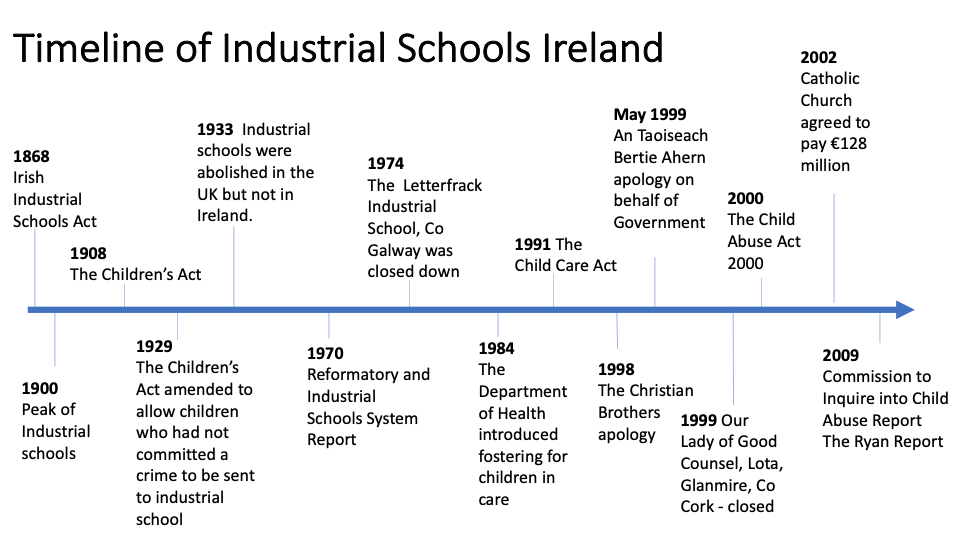 Timeline of Industrial Schools Ireland
1868
Irish
Industrial
Schools Act
1900
Peak of
Industrial
schools
1908
The Children’s Act
1929
The Children’s
Act amended to
allow children
who had not
committed a
crime to be sent
to industrial
school
1933 Industrial
schools were
abolished in the
UK but not in
Ireland.
1970
Reformatory and
Industrial
Schools System
Report
1974
The Letterfrack
Industrial
School, Co
Galway was
closed down
1984
The
Department
of Health
introduced
fostering for
children in
care
1991 The
Child Care Act
1998
The Christian
Brothers
apology
May 1999
An Taoiseach
Bertie Ahern
apology on
behalf of
Government
1999 Our
Lady of Good
Counsel, Lota,
Glanmire, Co
Cork - closed
2000
The Child
Abuse Act
2000
2002
Catholic
Church
agreed to
pay €128
million
2009
Commission to
Inquire into Child
Abuse Report
The Ryan Report